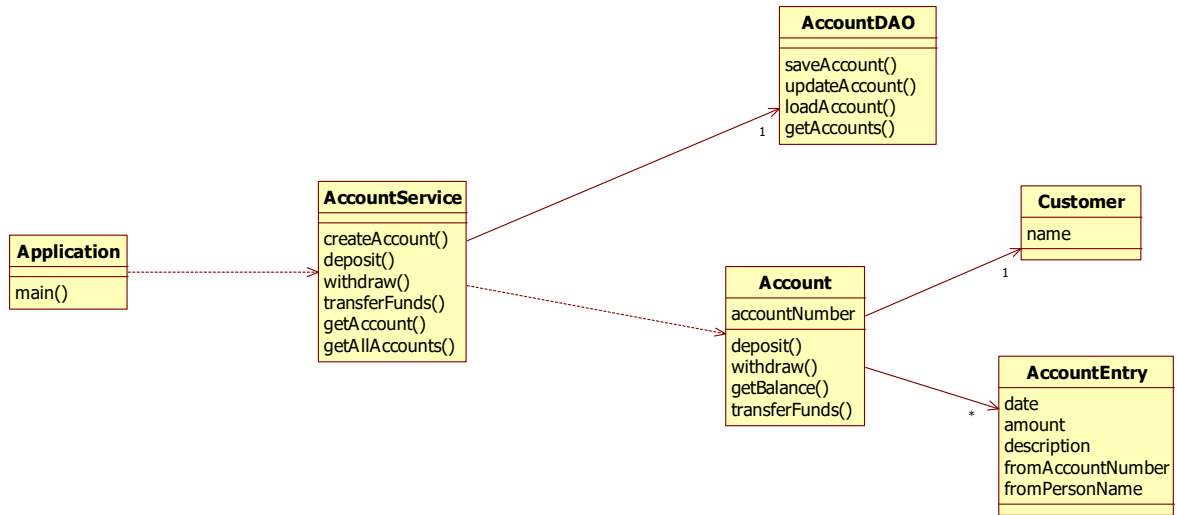 AccountDAO
saveAccount()
updateAccount()
loadAccount()
getAccounts()
1
AccountService
createAccount()
deposit()
withdraw()
transferFunds()
getAccount()
getAllAccounts()
Application
main()
Customer
name
1
Account
accountNumber
deposit()
withdraw()
getBalance()
transferFunds()
AccountEntry
date
amount
description
fromAccountNumber
fromPersonName
*